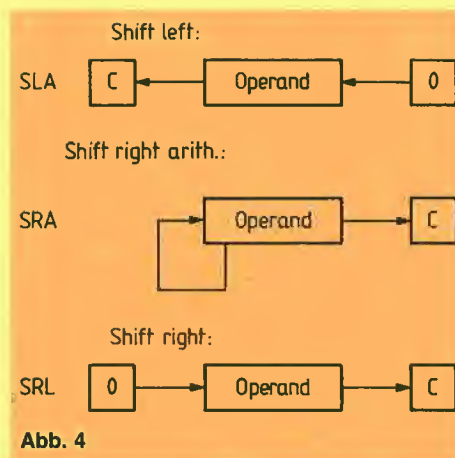 Shift left:
SLA C Operand 0
Shift right arith.:
SRA Operand C
Shift right:
SRL 0 Operand C
Abb. 4